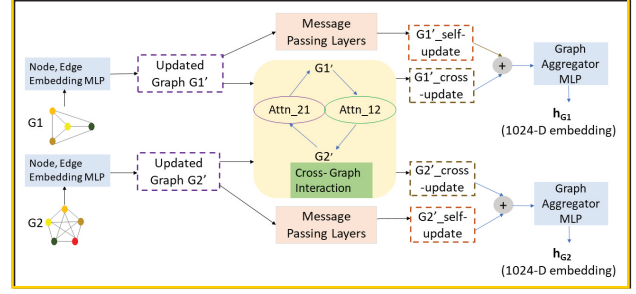 Message
Passing Layers
G1'_self-
update
Node, Edge
Embedding MLP
Updated
Graph G1'
G1'
G1'_cross
-update
+
Graph
Aggregator
MLP
Attn_21
Attn_12
G1
hG1
(1024-D embedding)
G2'
Cross- Graph
Interaction
Node, Edge
Embedding MLP
Updated
Graph G2'
G2'_cross
-update
+
Graph
Aggregator
MLP
G2
Message
Passing Layers
G2'_self-
update
hG2
(1024-D embedding)